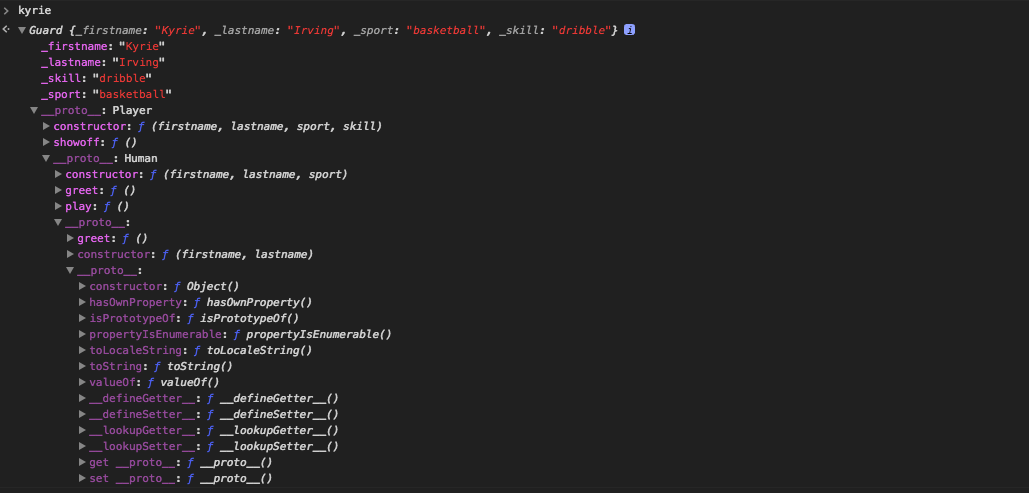 kyrie
Guard {_firstname: "Kyrie", _lastname: "Irving", _sport: "basketball", _skill: "dribble"} i
_firstname: "Kyrie"
_lastname: "Irving"
_skill: "dribble"
_sport: "basketball"
__proto__: Player
constructor: ƒ (firstname, lastname, sport, skill)
showoff: ƒ ()
__proto__: Human
constructor: ƒ (firstname, lastname, sport)
greet: ƒ ()
play: ƒ ()
__proto__:
greet: ƒ ()
constructor: ƒ (firstname, lastname)
__proto__:
constructor: ƒ Object()
hasOwnProperty: ƒ hasOwnProperty()
isPrototypeOf: ƒ isPrototypeOf()
propertyIsEnumerable: ƒ propertyIsEnumerable()
toLocaleString: ƒ toLocaleString()
toString: ƒ toString()
valueOf: ƒ valueOf()
__defineGetter__: ƒ __defineGetter__()
__defineSetter__: ƒ __defineSetter__()
__lookupGetter__: ƒ __lookupGetter__()
__lookupSetter__: ƒ __lookupSetter__()
get __proto__: ƒ __proto__()
set __proto__: ƒ __proto__()